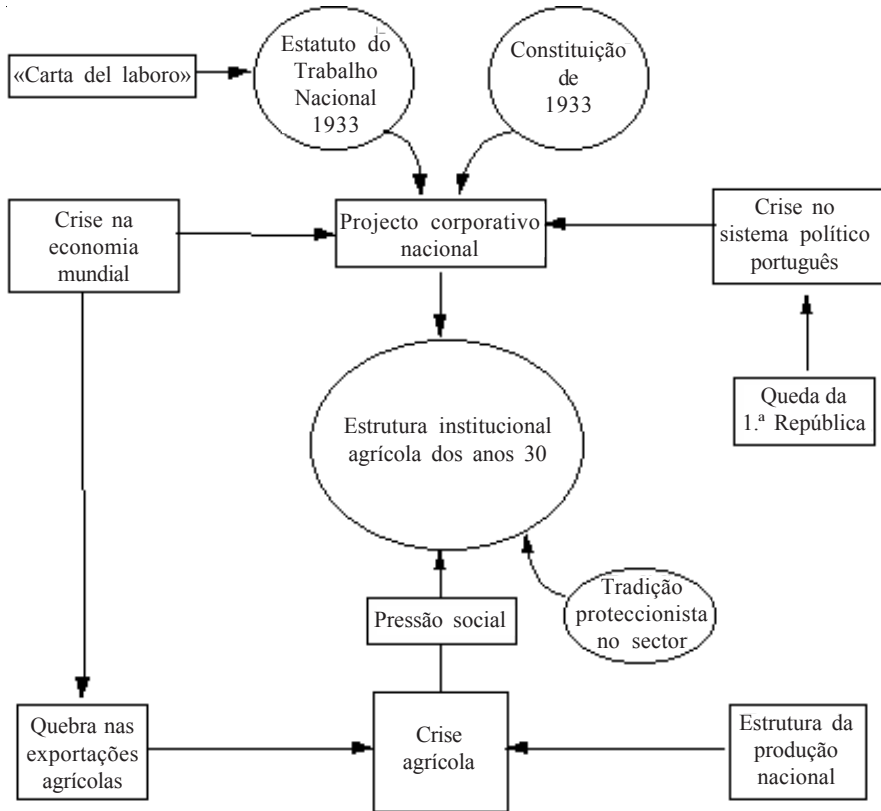 Estatuto do
Trabalho
Nacional
1933
Constituição
de
1933
«Carta del laboro»
Crise na
economia
mundial
Projecto corporativo
nacional
Crise no
sistema político
português
Queda da
1.ª República
Estrutura institucional
agrícola dos anos 30
Tradição
proteccionista
no sector
Pressão social
Quebra nas
exportações
agrícolas
Crise
agrícola
Estrutura da
produção
nacional